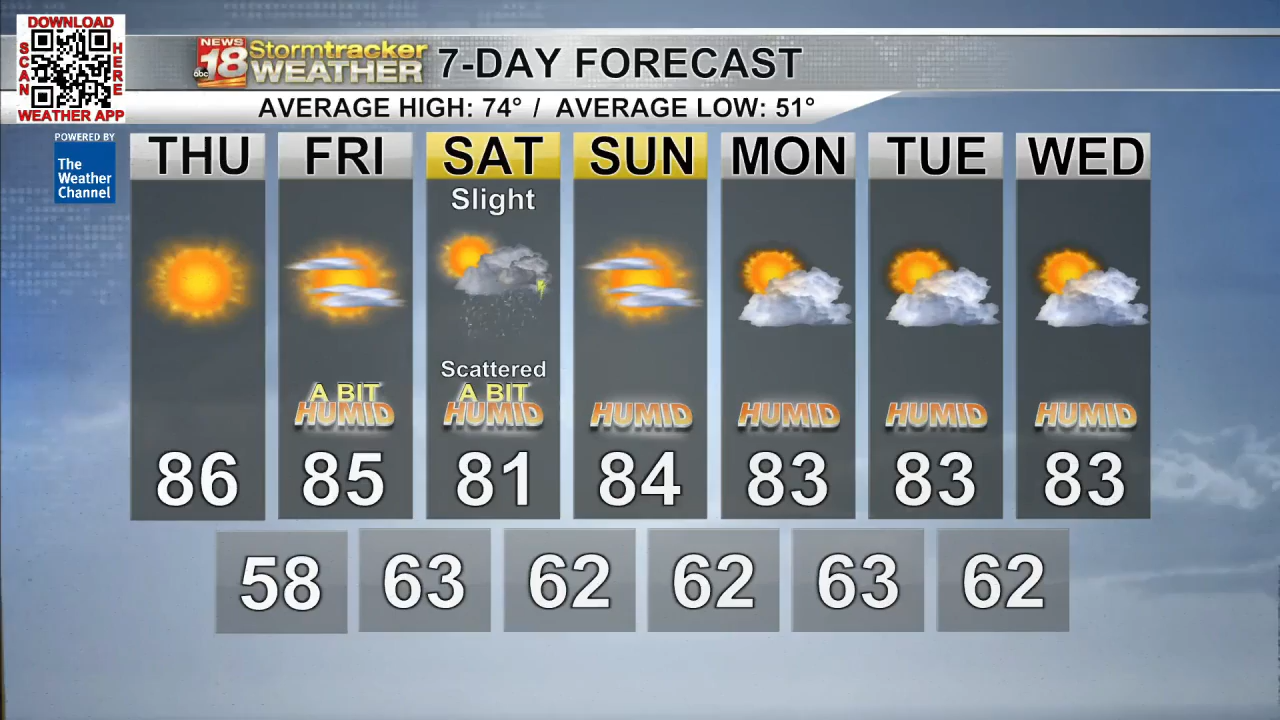 DOWNLOAD
SCAN
HERE
WEATHER APP
NEWS
abc 18
Stormtracker
WEATHER
7-DAY FORECAST
AVERAGE HIGH: 74° / AVERAGE LOW: 51°
POWERED BY
The
Weather
Channel
THU FRI SAT SUN MON TUE WED
Slight
Scattered
A BIT A BIT
HUMID HUMID HUMID HUMID HUMID HUMID
86 85 81 84 83 83 83
58 63 62 62 63 62